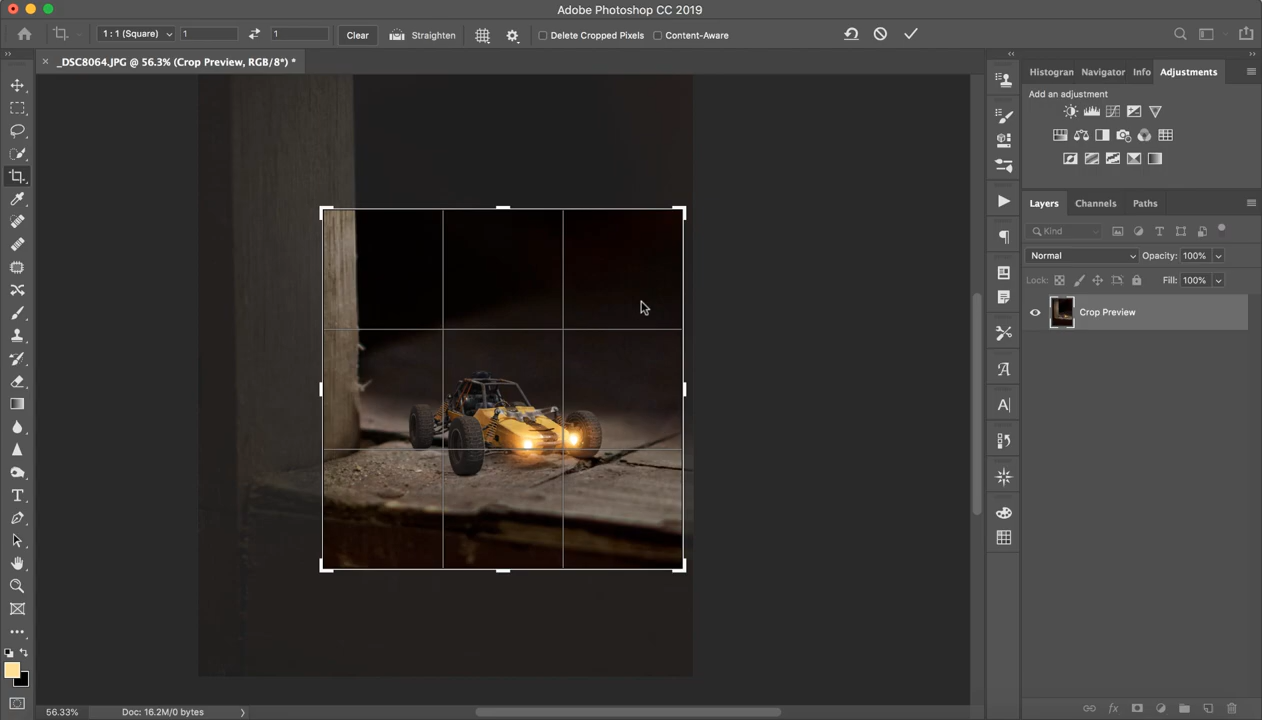 Adobe Photoshop CC 2019
1 : 1 (Square)
1
1
Clear
Straighten
Delete Cropped Pixels
Content-Aware
_DSC8064.JPG @ 56.3% (Crop Preview, RGB/8*) *
Histogran
Navigator
Info
Adjustments
Add an adjustment
Layers
Channels
Paths
Kind
Normal
Opacity: 100%
Lock:
Fill: 100%
Crop Preview
56.33%
Doc: 16.2M/0 bytes